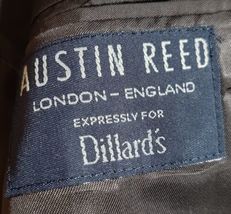 AUSTIN REED
LONDON-ENGLAND
EXPRESSLY FOR
Dillard's